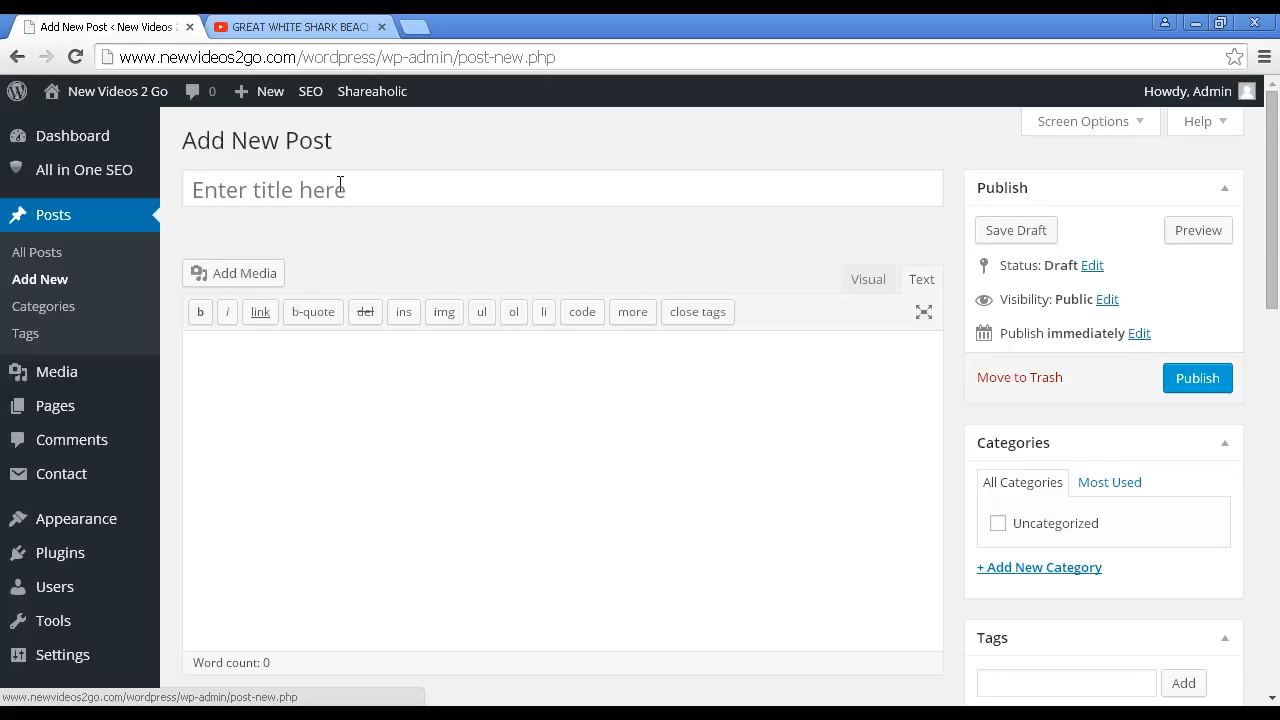 Add New Post < New Videos 2
GREAT WHITE SHARK BEACH
www.newvideos2go.com/wordpress/wp-admin/post-new.php
New Videos 2 Go
0
New
SEO
Shareaholic
Howdy, Admin
Dashboard
All in One SEO
Posts
All Posts
Add New
Categories
Tags
Media
Pages
Comments
Contact
Appearance
Plugins
Users
Tools
Settings
Screen Options
Help
Add New Post
Enter title here
Add Media
Visual
Text
b
i
link
b-quote
del
ins
img
ul
ol
li
code
more
close tags
Word count: 0
Publish
Save Draft
Preview
Status: Draft Edit
Visibility: Public Edit
Publish immediately Edit
Move to Trash
Publish
Categories
All Categories
Most Used
Uncategorized
+ Add New Category
Tags
Add
www.newvideos2go.com/wordpress/wp-admin/post-new.php